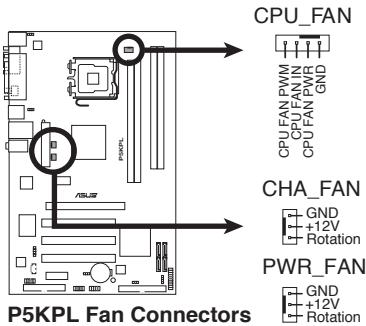 CPU_FAN
CPU FAN PWM
CPU FAN IN
CPU FAN PWR
GND
P5KPL
ASUS
CHA_FAN
GND
+12V
Rotation
PWR_FAN
GND
+12V
Rotation
P5KPL Fan Connectors